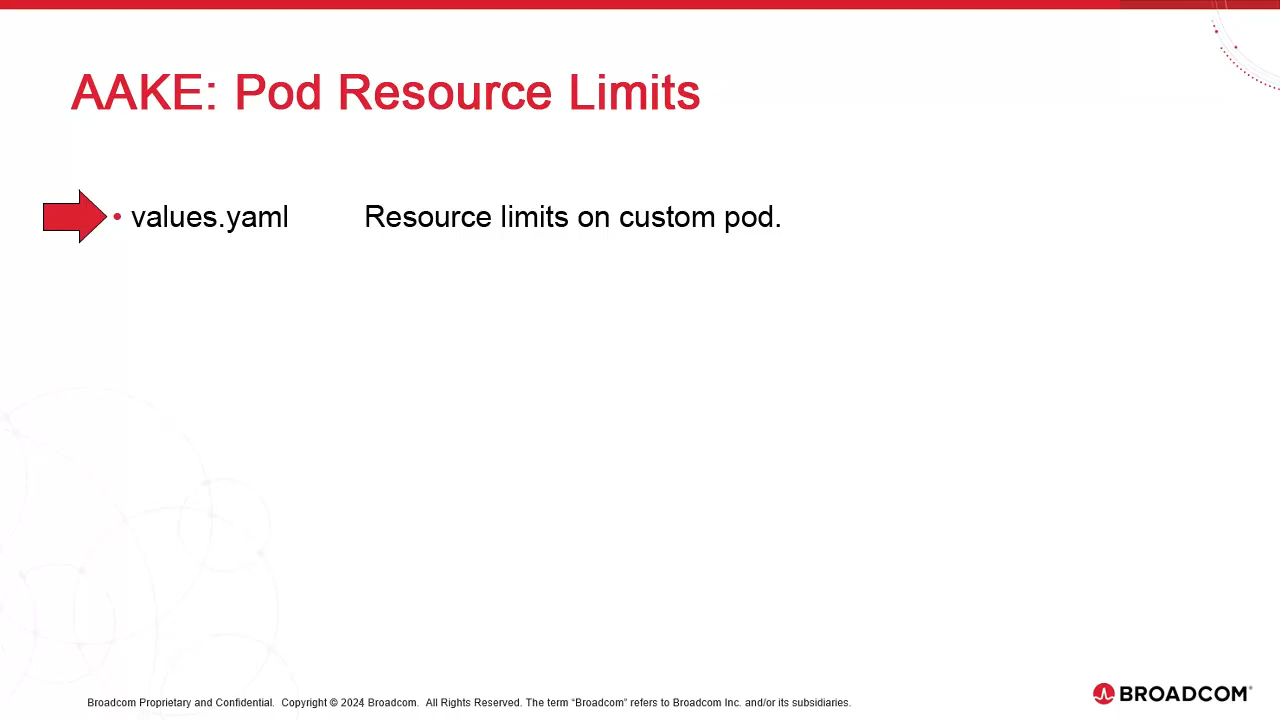 AAKE: Pod Resource Limits
• values.yaml Resource limits on custom pod.
Broadcom Proprietary and Confidential. Copyright © 2024 Broadcom. All Rights Reserved. The term “Broadcom” refers to Broadcom Inc. and/or its subsidiaries.
BROADCOM®